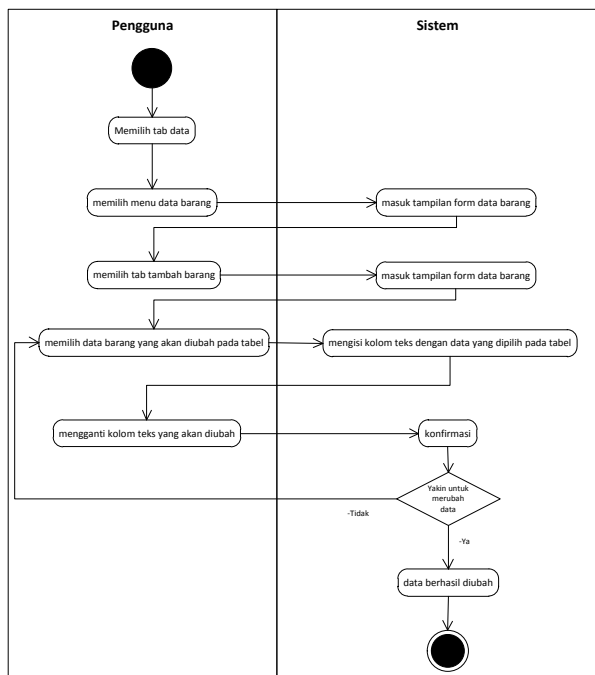 Pengguna
Sistem
Memilih tab data
memilih menu data barang
masuk tampilan form data barang
memilih tab tambah barang
masuk tampilan form data barang
memilih data barang yang akan diubah pada tabel
mengisi kolom teks dengan data yang dipilih pada tabel
mengganti kolom teks yang akan diubah
konfirmasi
Yakin untuk
merubah
data
-Tidak
-Ya
data berhasil diubah